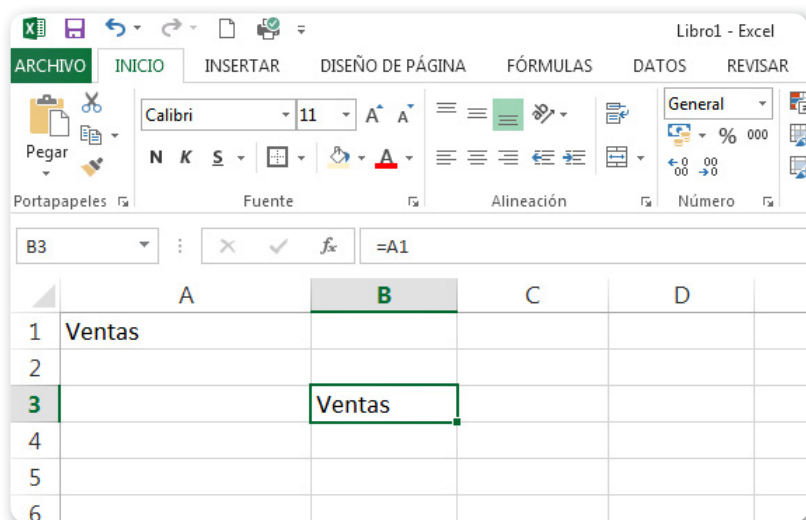 Libro1 - Excel
ARCHIVO INICIO INSERTAR DISEÑO DE PÁGINA FÓRMULAS DATOS REVISAR
Calibri 11 A A General
Pegar N K S A % 000
Portapapeles Fuente Alineación Número
B3 fx =A1
A B C D
1 Ventas
2
3 Ventas
4
5
6